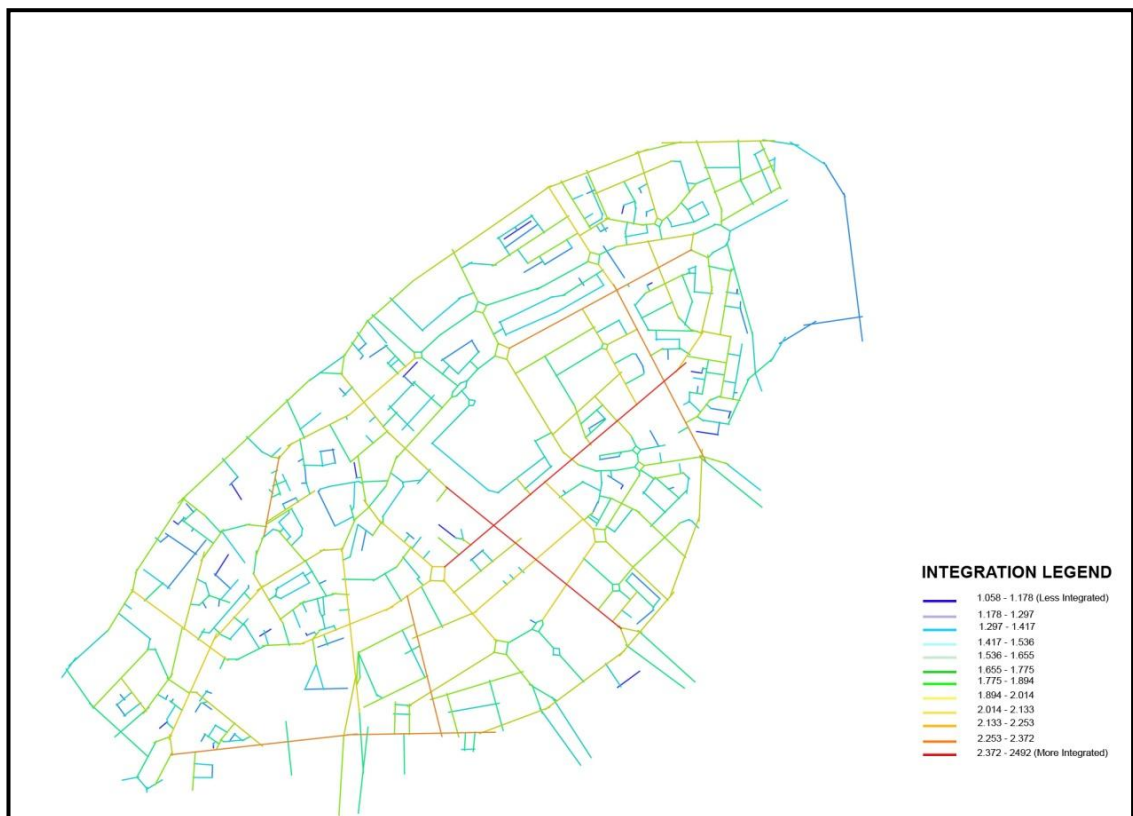 INTEGRATION LEGEND
1.058 - 1.178 (Less Integrated)
1.178 - 1.297
1.297 - 1.417
1.417 - 1.536
1.536 - 1.655
1.655 - 1.775
1.775 - 1.894
1.894 - 2.014
2.014 - 2.133
2.133 - 2.253
2.253 - 2.372
2.372 - 2492 (More Integrated)